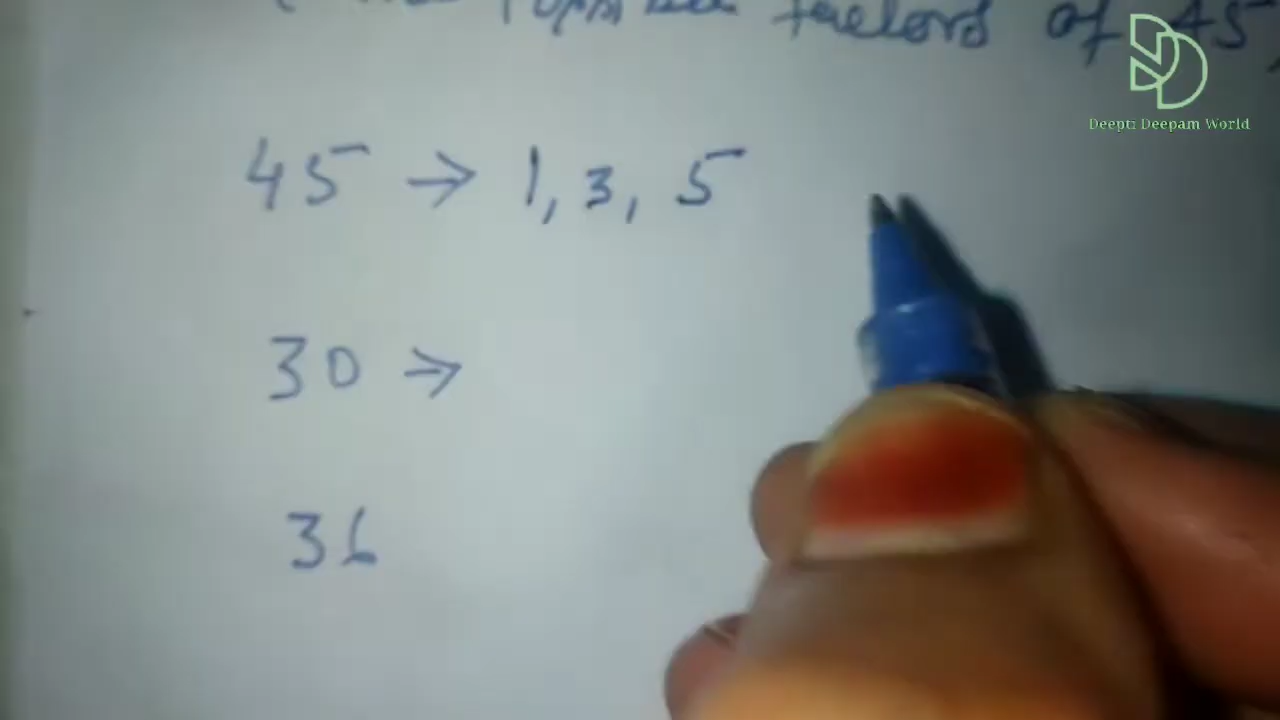 factors of 45,
Deepti Deepam World
45 → 1, 3, 5
30 →
36